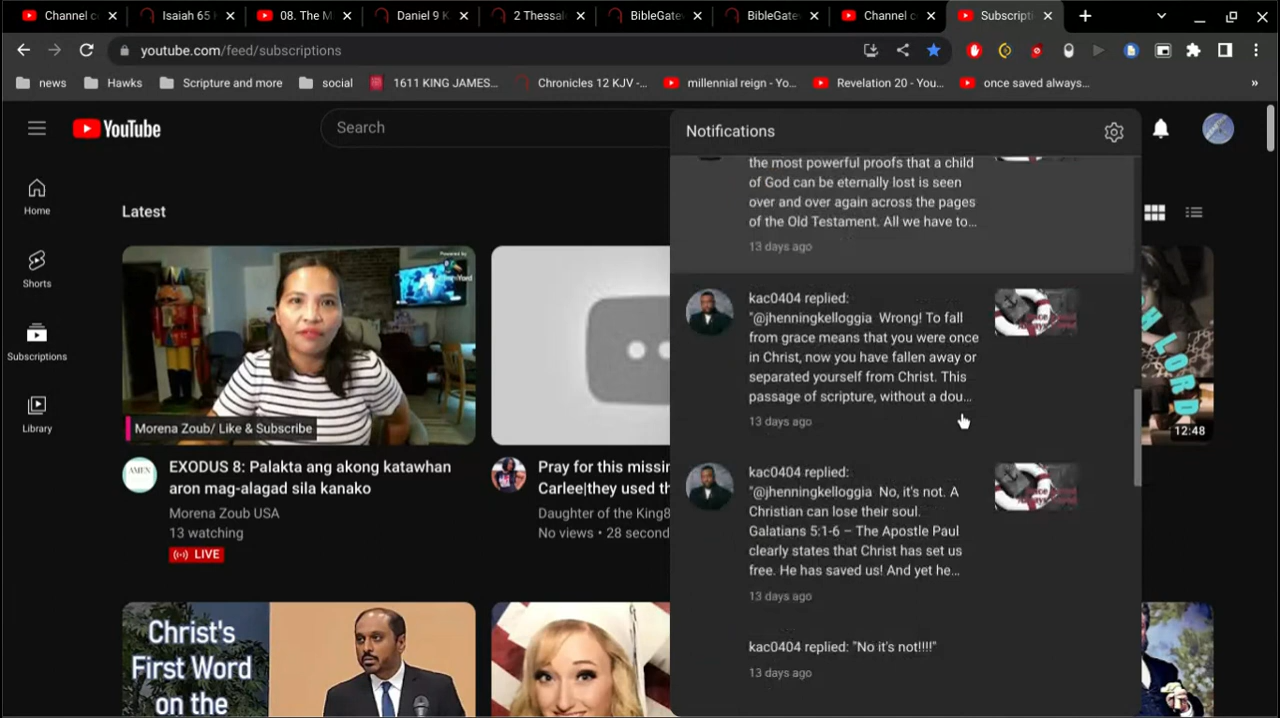 Channel c
Isaiah 65
08. The M
Daniel 9 K
2 Thessal
BibleGate
BibleGate
Channel c
Subscripti
youtube.com/feed/subscriptions
news
Hawks
Scripture and more
social
1611 KING JAMES...
Chronicles 12 KJV -...
millennial reign - Yo...
Revelation 20 - You...
once saved always...
»
YouTube
Search
Notifications
Home
Shorts
Subscriptions
Library
Latest
Morena Zoub/ Like & Subscribe
EXODUS 8: Palakta ang akong katawhan
aron mag-alagad sila kanako
Morena Zoub USA
13 watching
LIVE
Pray for this missin
Carlee|they used th
Daughter of the King8
No views • 28 second
the most powerful proofs that a child
of God can be eternally lost is seen
over and over again across the pages
of the Old Testament. All we have to...
13 days ago
kac0404 replied:
"@jhenningkelloggia Wrong! To fall
from grace means that you were once
in Christ, now you have fallen away or
separated yourself from Christ. This
passage of scripture, without a dou...
13 days ago
kac0404 replied:
"@jhenningkelloggia No, it's not. A
Christian can lose their soul.
Galatians 5:1-6 – The Apostle Paul
clearly states that Christ has set us
free. He has saved us! And yet he...
13 days ago
kac0404 replied: "No it's not!!!!"
13 days ago
LORD
12:48
Christ's
First Word
on the